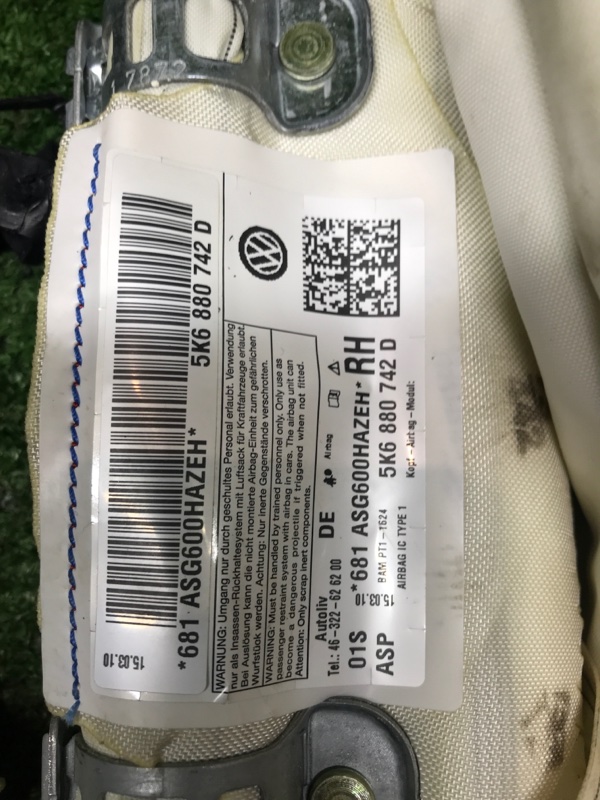 17872
15.03.10
*681 ASG600HAZEH*
5K6 880 742 D
WARNUNG: Umgang nur durch geschultes Personal erlaubt. Verwendung
nur als Insassen-Rückhaltesystem mit Luftsack für Kraftfahrzeuge erlaubt.
Bei Auslösung kann die nicht montierte Airbag-Einheit zum gefährlichen
Wurfstück werden. Achtung: Nur inerte Gegenstände verschrotten.
WARNING: Must be handled by trained personnel only. Only use as
passenger restraint system with airbag in cars. The airbag unit can
become a dangerous projectile if triggered when not fitted.
Attention: Only scrap inert components.
Autoliv
Tel.: 46-322-62 62 00
DE
Airbag
01S *681 ASG600HAZEH* RH
ASP 15.03.10 BAM PT1-1624 5K6 880 742 D
AIRBAG IC TYPE 1
Kopf-Airbag-Modul: